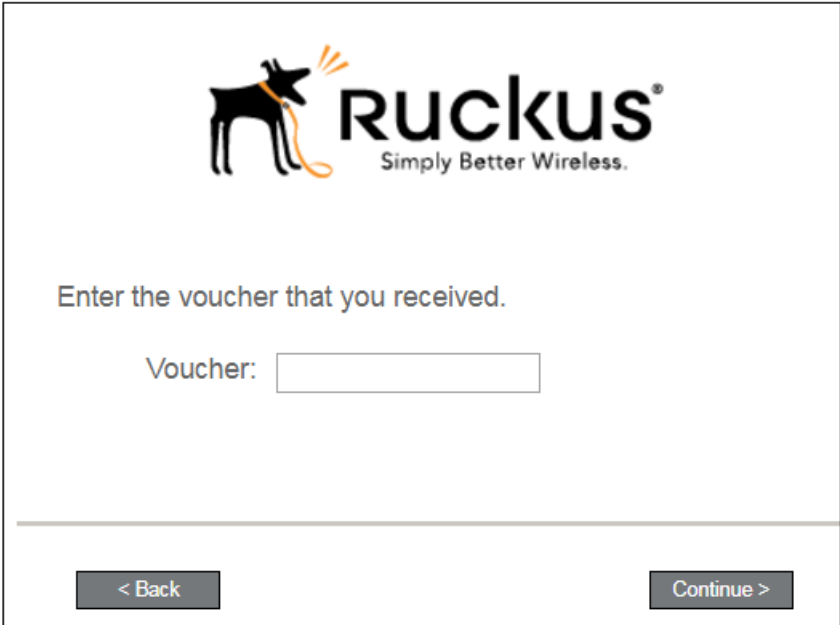 Ruckus®
Simply Better Wireless.
Enter the voucher that you received.
Voucher:
< Back
Continue >